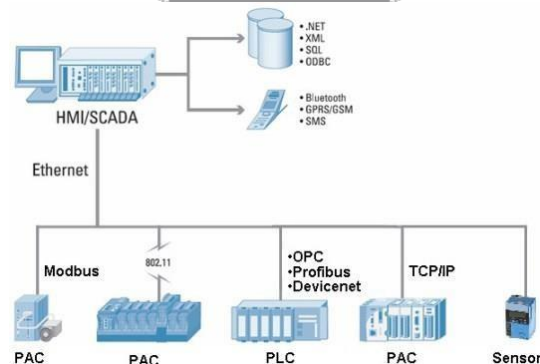 • .NET
• XML
• SQL
• ODBC
• Bluetooth
• GPRS/GSM
• SMS
HMI/SCADA
Ethernet
Modbus
802.11
•OPC
•Profibus
•Devicenet
TCP/IP
PAC
PAC
PLC
PAC
Sensor